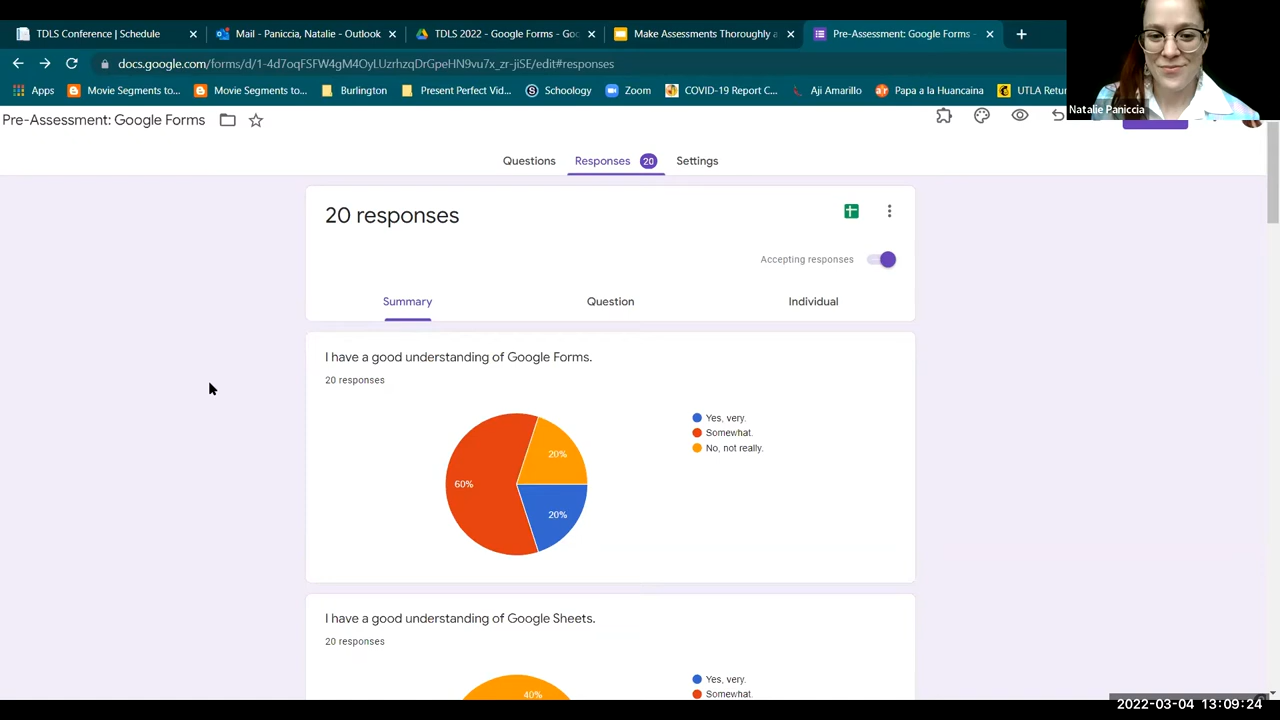 TDLS Conference | Schedule
Mail - Paniccia, Natalie - Outlook
TDLS 2022 - Google Forms - Goo
Make Assessments Thoroughly a
Pre-Assessment: Google Forms -
docs.google.com/forms/d/1-4d7oqFSFW4gM4OyLUzrhzqDrGpeHN9vu7x_zr-jiSE/edit#responses
Apps
Movie Segments to...
Movie Segments to...
Burlington
Present Perfect Vid...
Schoology
Zoom
COVID-19 Report C...
Aji Amarillo
Papa a la Huancaina
UTLA Retur
Natalie Paniccia
Pre-Assessment: Google Forms
Questions
Responses 20
Settings
20 responses
Accepting responses
Summary
Question
Individual
I have a good understanding of Google Forms.
20 responses
Yes, very.
Somewhat.
No, not really.
20%
60%
20%
I have a good understanding of Google Sheets.
20 responses
Yes, very.
Somewhat.
40%
2022-03-04 13:09:24